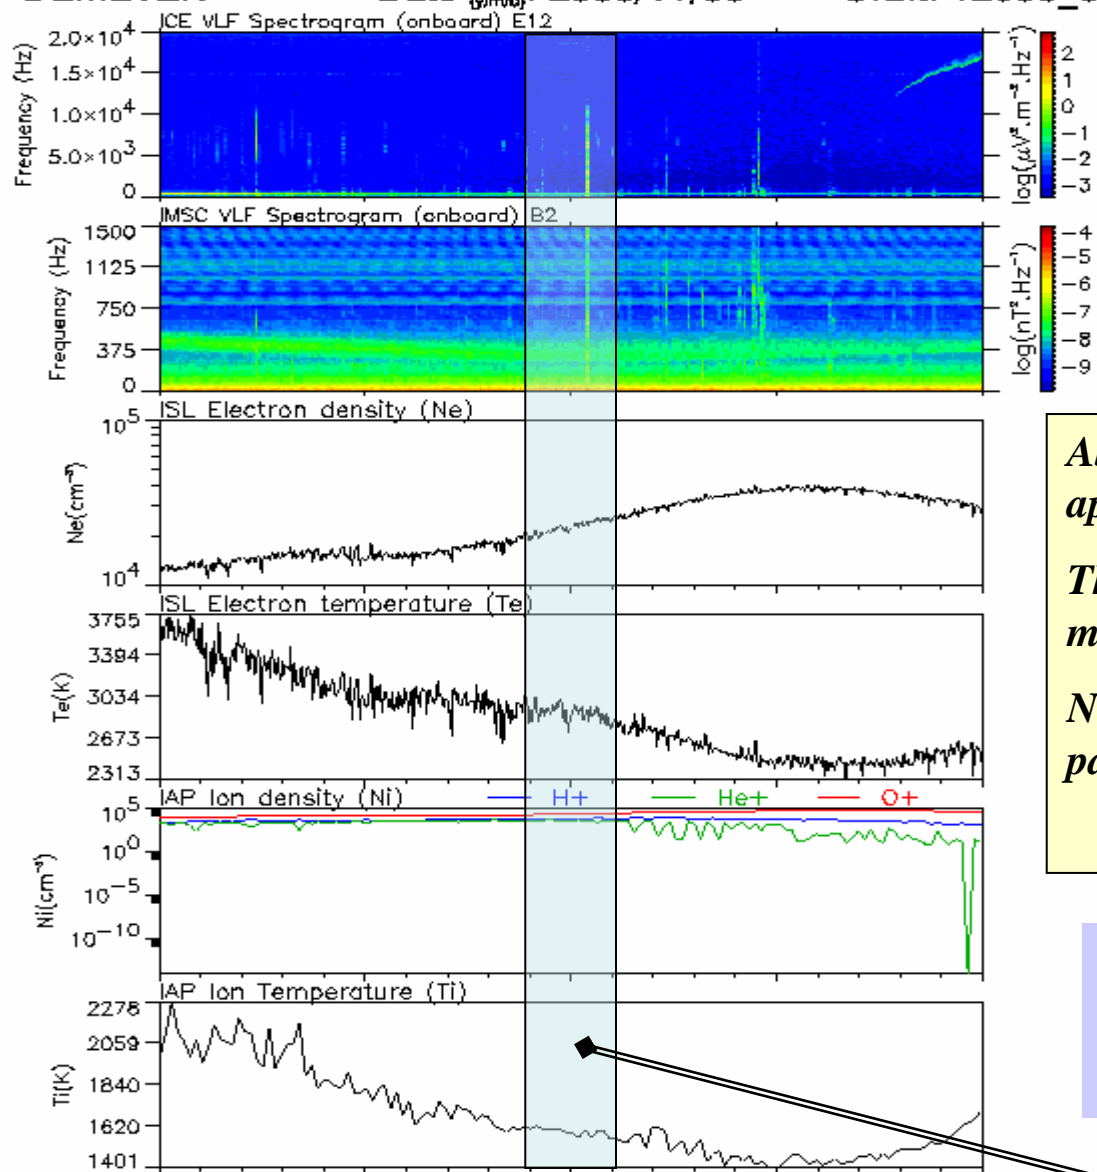 ICE VLF Spectrogram (onboard) E12
2.0×10⁴
1.5×10⁴
1.0×10⁴
5.0×10³
0
Frequency (Hz)
2
1
0
-1
-2
-3
log(μV².m⁻².Hz⁻¹)
IMSC VLF Spectrogram (onboard) B2
1500
1125
750
375
0
Frequency (Hz)
-4
-5
-6
-7
-8
-9
log(nT².Hz⁻¹)
ISL Electron density (Ne)
10⁵
10⁴
Ne(cm⁻³)
ISL Electron temperature (Te)
3755
3394
3034
2673
2313
Te(K)
IAP Ion density (Ni) H+ He+ O+
10⁵
10⁰
10⁻⁵
10⁻¹⁰
Ni(cm⁻³)
IAP Ion Temperature (Ti)
2278
2059
1840
1620
1401
Ti(K)